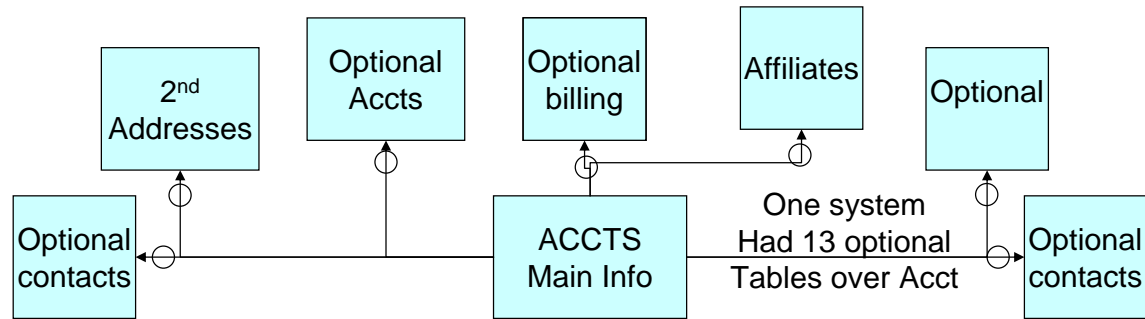 2nd
Addresses
Optional
Accts
Optional
billing
Affiliates
Optional
Optional
contacts
ACCTS
Main Info
One system
Had 13 optional
Tables over Acct
Optional
contacts